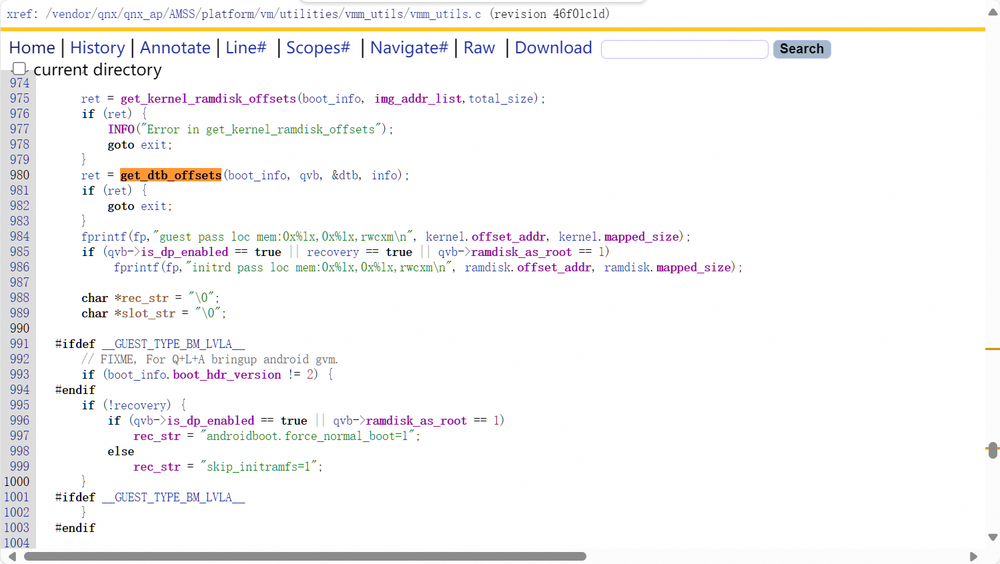 xref: /vendor/qnx/qnx_ap/AMSS/platform/vm/utilities/vmm_utils/vmm_utils.c (revision 46f01c1d)
Home | History | Annotate | Line# | Scopes# | Navigate# | Raw | Download Search
current directory
974
975 ret = get_kernel_ramdisk_offsets(boot_info, img_addr_list,total_size);
976 if (ret) {
977 INFO("Error in get_kernel_ramdisk_offsets");
978 goto exit;
979 }
980 ret = get_dtb_offsets(boot_info, qvb, &dtb, info);
981 if (ret) {
982 goto exit;
983 }
984 fprintf(fp,"guest pass loc mem:0x%lx,0x%lx,rwcxm\n", kernel.offset_addr, kernel.mapped_size);
985 if (qvb->is_dp_enabled == true || recovery == true || qvb->ramdisk_as_root == 1)
986 fprintf(fp,"initrd pass loc mem:0x%lx,0x%lx,rwcxm\n", ramdisk.offset_addr, ramdisk.mapped_size);
987
988 char *rec_str = "\0";
989 char *slot_str = "\0";
990
991 #ifdef __GUEST_TYPE_BM_LVLA__
992 // FIXME, For Q+L+A bringup android gvm.
993 if (boot_info.boot_hdr_version != 2) {
994 #endif
995 if (!recovery) {
996 if (qvb->is_dp_enabled == true || qvb->ramdisk_as_root == 1)
997 rec_str = "androidboot.force_normal_boot=1";
998 else
999 rec_str = "skip_initramfs=1";
1000 }
1001 #ifdef __GUEST_TYPE_BM_LVLA__
1002 }
1003 #endif
1004